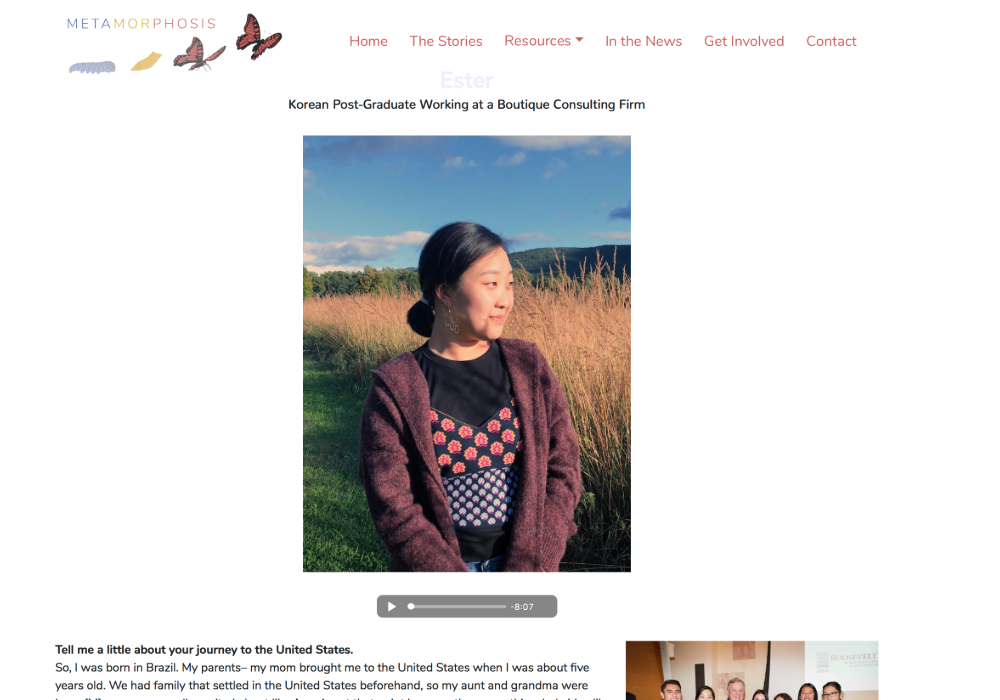 METAMORPHOSIS
Home The Stories Resources In the News Get Involved Contact
Ester
Korean Post-Graduate Working at a Boutique Consulting Firm
-8:07
Tell me a little about your journey to the United States.
So, I was born in Brazil. My parents– my mom brought me to the United States when I was about five
years old. We had family that settled in the United States beforehand, so my aunt and grandma were
ROOSEVELT